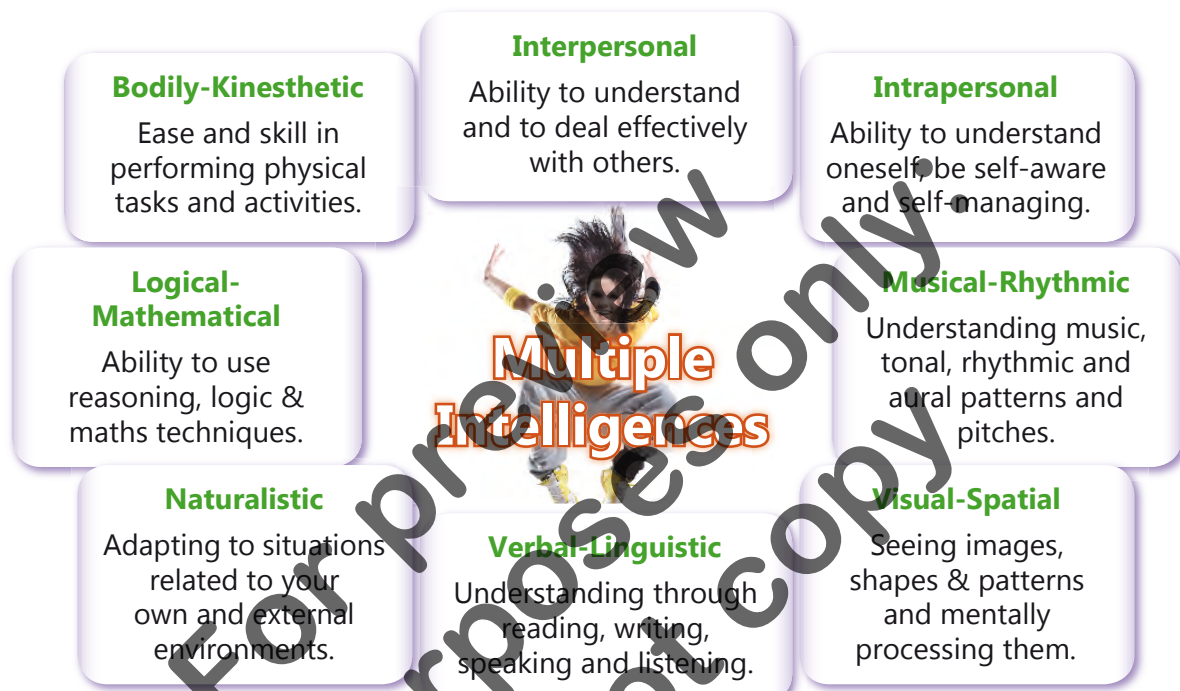 Interpersonal
Ability to understand
and to deal effectively
with others.
Bodily-Kinesthetic
Ease and skill in
performing physical
tasks and activities.
Intrapersonal
Ability to understand
oneself, be self-aware
and self-managing.
Logical-
Mathematical
Ability to use
reasoning, logic &
maths techniques.
Multiple
Intelligences
Musical-Rhythmic
Understanding music,
tonal, rhythmic and
aural patterns and
pitches.
Naturalistic
Adapting to situations
related to your
own and external
environments.
Verbal-Linguistic
Understanding through
reading, writing,
speaking and listening.
Visual-Spatial
Seeing images,
shapes & patterns
and mentally
processing them.
For preview
only:
copy